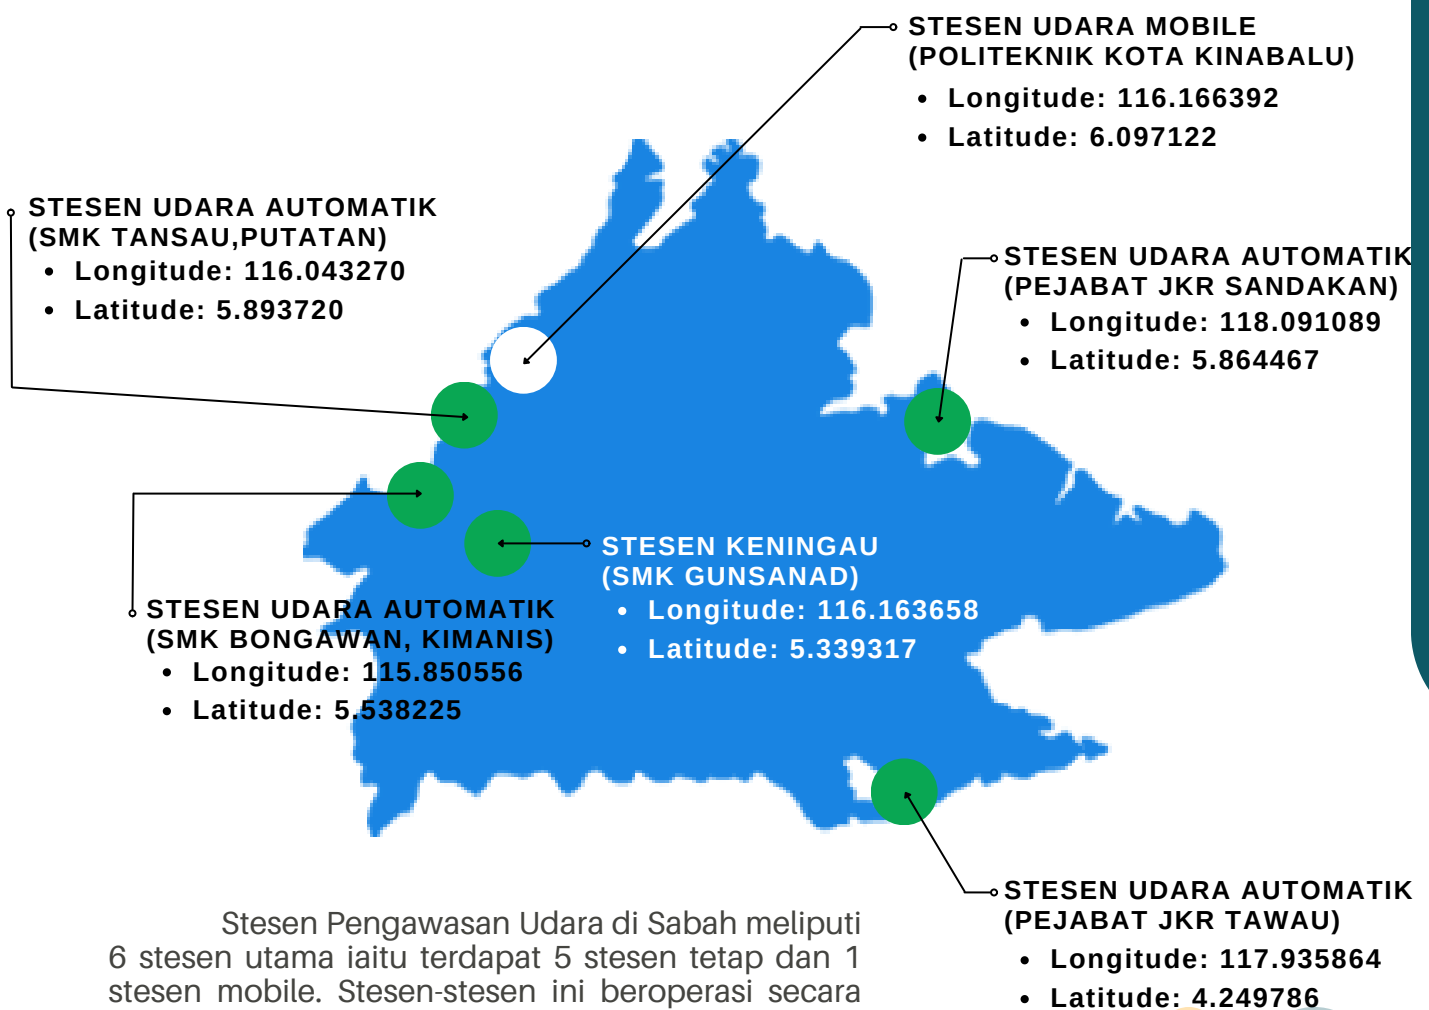 STESEN UDARA MOBILE
(POLITEKNIK KOTA KINABALU)
• Longitude: 116.166392
• Latitude: 6.097122
STESEN UDARA AUTOMATIK
(SMK TANSAU,PUTATAN)
• Longitude: 116.043270
• Latitude: 5.893720
STESEN UDARA AUTOMATIK
(PEJABAT JKR SANDAKAN)
• Longitude: 118.091089
• Latitude: 5.864467
STESEN KENINGAU
(SMK GUNSANAD)
• Longitude: 116.163658
• Latitude: 5.339317
STESEN UDARA AUTOMATIK
(SMK BONGAWAN, KIMANIS)
• Longitude: 115.850556
• Latitude: 5.538225
STESEN UDARA AUTOMATIK
(PEJABAT JKR TAWAU)
• Longitude: 117.935864
• Latitude: 4.249786
Stesen Pengawasan Udara di Sabah meliputi
6 stesen utama iaitu terdapat 5 stesen tetap dan 1
stesen mobile. Stesen-stesen ini beroperasi secara